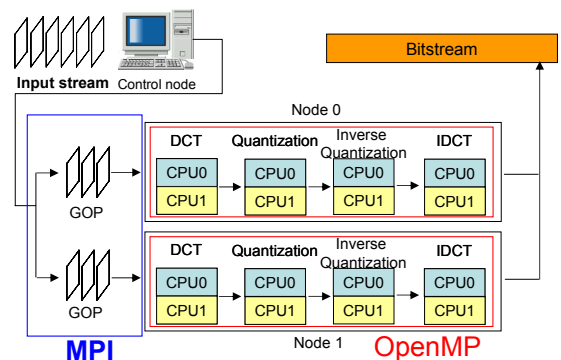 Input stream
Control node
Bitstream
Node 0
DCT
Quantization
Inverse
Quantization
IDCT
CPU0
CPU0
CPU0
CPU0
CPU1
CPU1
CPU1
CPU1
GOP
DCT
Quantization
Inverse
Quantization
IDCT
CPU0
CPU0
CPU0
CPU0
CPU1
CPU1
CPU1
CPU1
GOP
Node 1
MPI
OpenMP